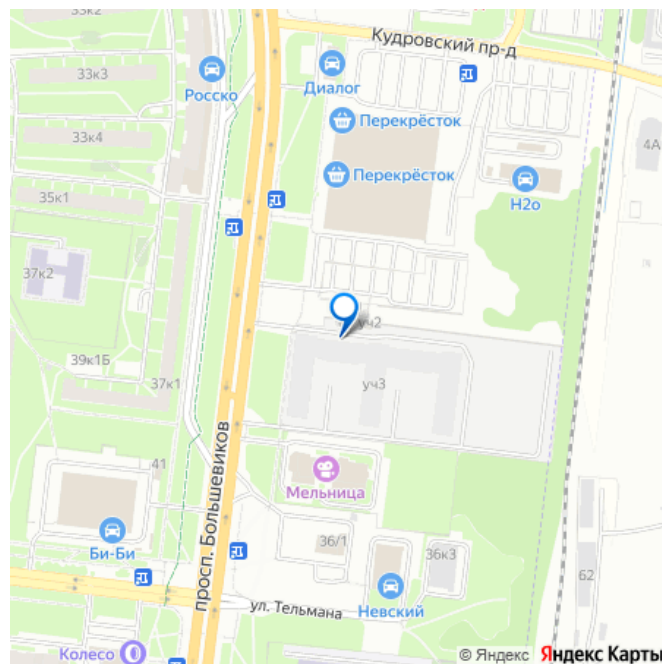 33к2
Кудровский пр-д
33к3
Росско
Диалог
Перекрёсток
33к4
4А
Перекрёсток
35к1
Н2о
37к2
уч2
39к1Б
37к1
уч3
просп. Большевиков
41
Мельница
Би-Би
36/1
36к3
62
ул. Тельмана
Невский
Колесо
© Яндекс Яндекс Карты